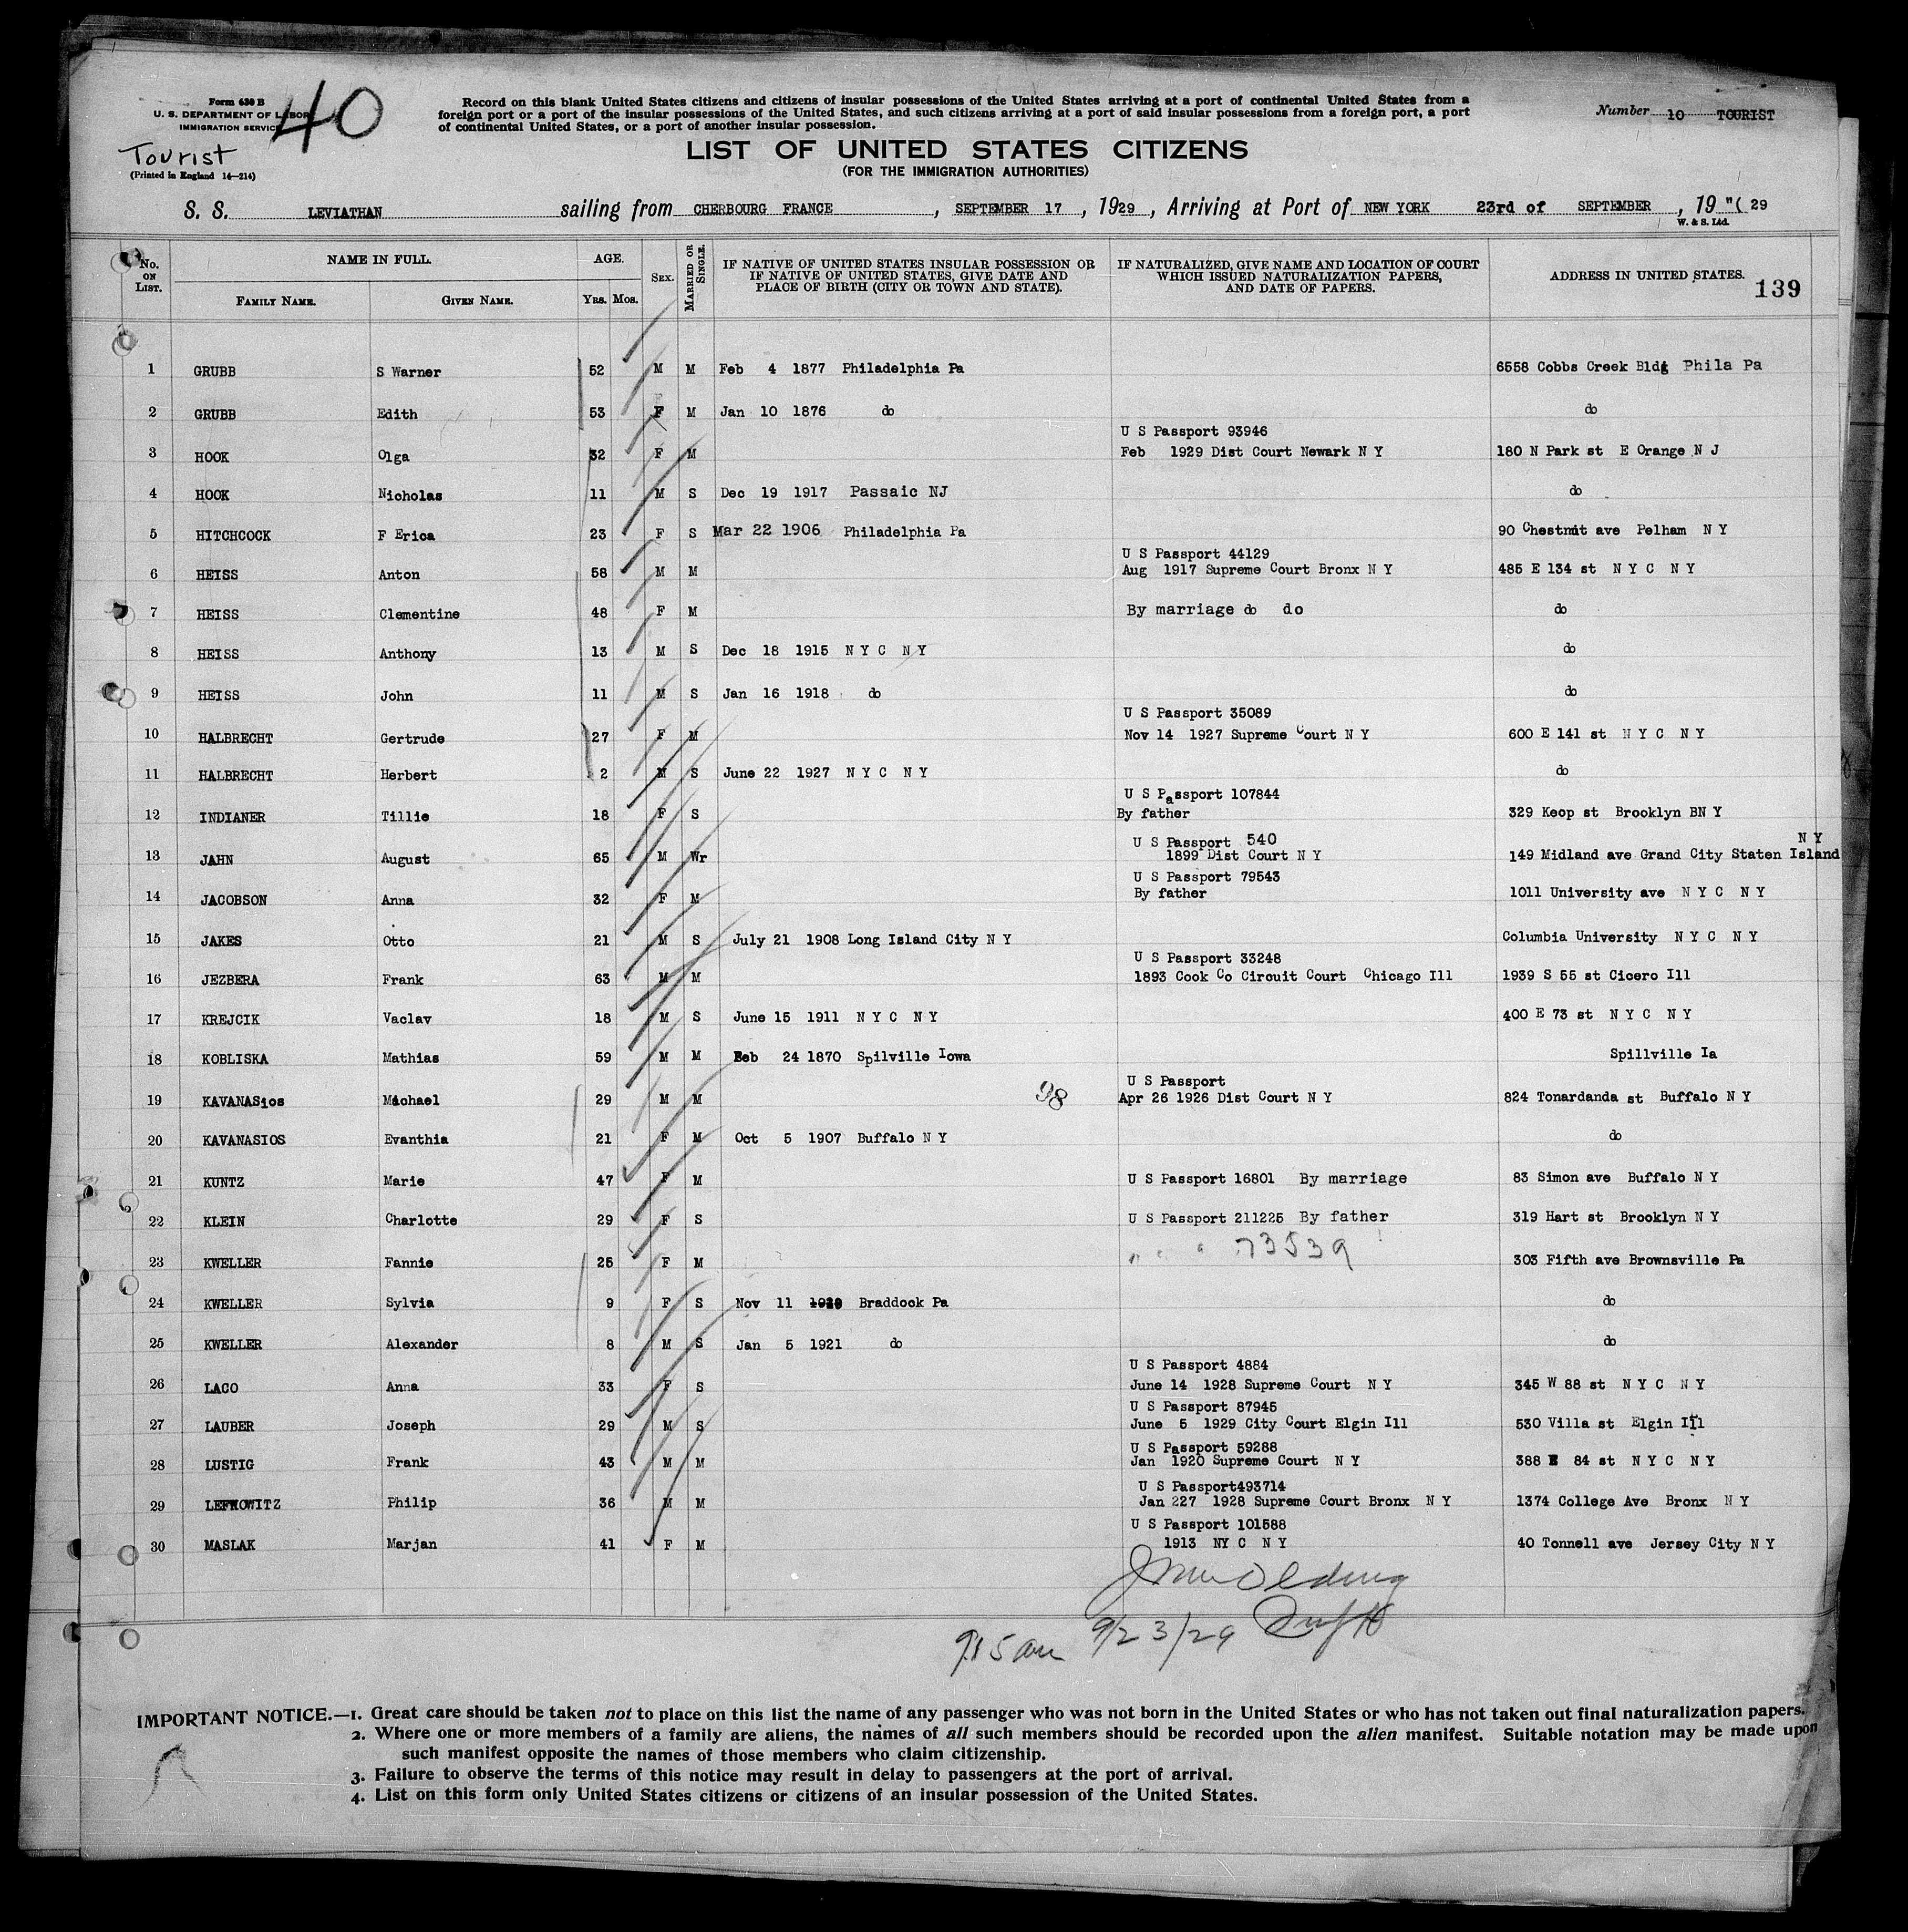 Form 630 B
U. S. DEPARTMENT OF LABOR
IMMIGRATION SERVICE
40
Tourist
(Printed in England 14—214)
Record on this blank United States citizens and citizens of insular possessions of the United States arriving at a port of continental United States from a
foreign port or a port of the insular possessions of the United States, and such citizens arriving at a port of said insular possessions from a foreign port, a port
of continental United States, or a port of another insular possession.
Number 10 TOURIST
LIST OF UNITED STATES CITIZENS
(FOR THE IMMIGRATION AUTHORITIES)
S. S. LEVIATHAN sailing from CHERBOURG FRANCE, SEPTEMBER 17, 1929, Arriving at Port of NEW YORK 23rd of SEPTEMBER, 19 "( 29
W. & S. Ltd.
No. ON LIST. NAME IN FULL. FAMILY NAME. GIVEN NAME. AGE. YRS. MOS. SEX. MARRIED OR SINGLE. IF NATIVE OF UNITED STATES INSULAR POSSESSION OR IF NATIVE OF UNITED STATES, GIVE DATE AND PLACE OF BIRTH (CITY OR TOWN AND STATE). IF NATURALIZED, GIVE NAME AND LOCATION OF COURT WHICH ISSUED NATURALIZATION PAPERS, AND DATE OF PAPERS. ADDRESS IN UNITED STATES. 139
1 GRUBB S Warner 52 M M Feb 4 1877 Philadelphia Pa 6558 Cobbs Creek Bldg Phila Pa
2 GRUBB Edith 53 F M Jan 10 1876 do do
U S Passport 93946
3 HOOK Olga 32 F M Feb 1929 Dist Court Newark N Y 180 N Park st E Orange N J
4 HOOK Nicholas 11 M S Dec 19 1917 Passaic NJ do
5 HITCHCOCK F Erica 23 F S Mar 22 1906 Philadelphia Pa 90 Chestnut ave Pelham N Y
U S Passport 44129
6 HEISS Anton 58 M M Aug 1917 Supreme Court Bronx N Y 485 E 134 st N Y C N Y
7 HEISS Clementine 48 F M By marriage do do do
8 HEISS Anthony 13 M S Dec 18 1915 N Y C N Y do
9 HEISS John 11 M S Jan 16 1918 do do
U S Passport 35089
10 HALBRECHT Gertrude 27 F M Nov 14 1927 Supreme Court N Y 600 E 141 st N Y C N Y
11 HALBRECHT Herbert 2 M S June 22 1927 N Y C N Y do
U S Passport 107844
12 INDIANER Tillie 18 F S By father 329 Keop st Brooklyn BN Y
U S Passport 540 N Y
13 JAHN August 65 M Wr 1899 Dist Court N Y 149 Midland ave Grand City Staten Island
U S Passport 79543
14 JACOBSON Anna 32 F M By father 1011 University ave N Y C N Y
15 JAKES Otto 21 M S July 21 1908 Long Island City N Y Columbia University N Y C N Y
U S Passport 33248
16 JEZBERA Frank 63 M M 1893 Cook Co Circuit Court Chicago Ill 1939 S 55 st Cicero Ill
17 KREJCIK Vaclav 18 M S June 15 1911 N Y C N Y 400 E 73 st N Y C N Y
18 KOBLISKA Mathias 59 M M Feb 24 1870 Spilville Iowa Spillville Ia
U S Passport
19 KAVANASios Michael 29 M M 98 Apr 26 1926 Dist Court N Y 824 Tonardanda st Buffalo N Y
20 KAVANASIOS Evanthia 21 F M Oct 5 1907 Buffalo N Y do
21 KUNTZ Marie 47 F M U S Passport 16801 By marriage 83 Simon ave Buffalo N Y
22 KLEIN Charlotte 29 F S U S Passport 211225 By father 319 Hart st Brooklyn N Y
23 KWELLER Fannie 25 F M " " " 73539 303 Fifth ave Brownsville Pa
24 KWELLER Sylvia 9 F S Nov 11 Braddock Pa do
25 KWELLER Alexander 8 M S Jan 5 1921 do do
U S Passport 4884
26 LACO Anna 33 F S June 14 1928 Supreme Court N Y 345 W 88 st N Y C N Y
U S Passport 87945
27 LAUBER Joseph 29 M S June 5 1929 City Court Elgin Ill 530 Villa st Elgin Ill
U S Passport 59288
28 LUSTIG Frank 43 M M Jan 1920 Supreme Court N Y 388 E 84 st N Y C N Y
U S Passport493714
29 LEFKOWITZ Philip 36 M M Jan 227 1928 Supreme Court Bronx N Y 1374 College Ave Bronx N Y
U S Passport 101588
30 MASLAK Marjan 41 F M 1913 NY C N Y 40 Tonnell ave Jersey City N Y
9.15 am 9/23/29
IMPORTANT NOTICE.—1. Great care should be taken not to place on this list the name of any passenger who was not born in the United States or who has not taken out final naturalization papers.
2. Where one or more members of a family are aliens, the names of all such members should be recorded upon the alien manifest. Suitable notation may be made upon
such manifest opposite the names of those members who claim citizenship.
3. Failure to observe the terms of this notice may result in delay to passengers at the port of arrival.
4. List on this form only United States citizens or citizens of an insular possession of the United States.